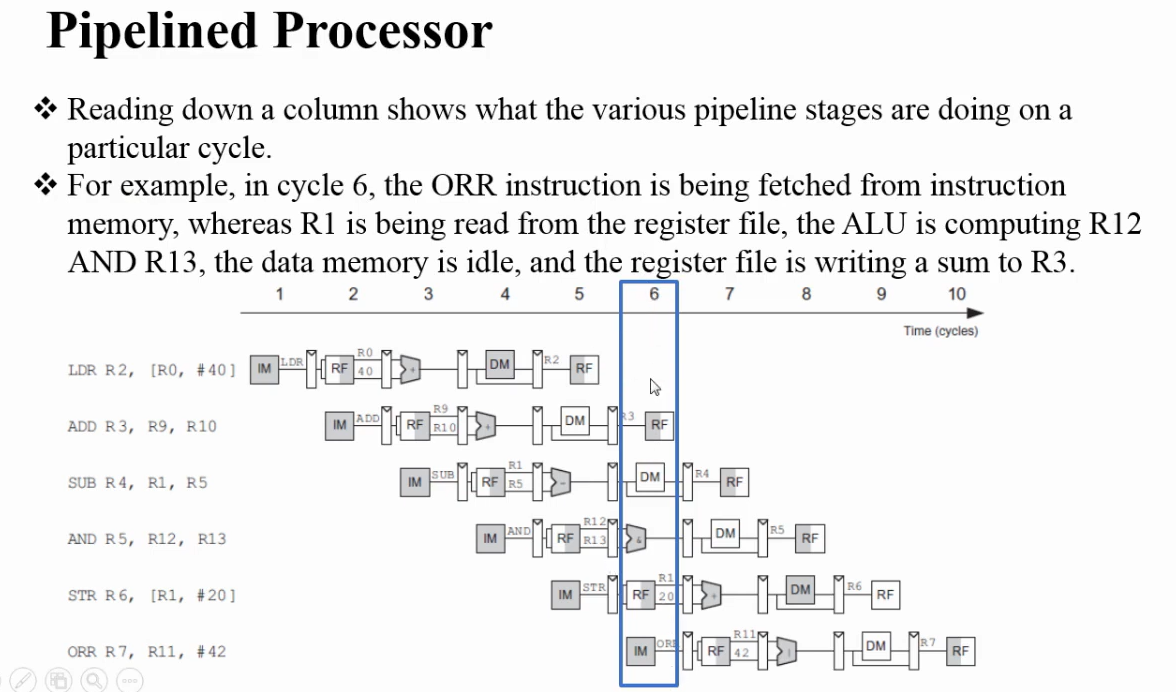 Pipelined Processor
❖ Reading down a column shows what the various pipeline stages are doing on a
particular cycle.
❖ For example, in cycle 6, the ORR instruction is being fetched from instruction
memory, whereas R1 is being read from the register file, the ALU is computing R12
AND R13, the data memory is idle, and the register file is writing a sum to R3.
1 2 3 4 5 6 7 8 9 10
Time (cycles)
LDR R2, [R0, #40] IM LDR RF R0 40 + DM R2 RF
ADD R3, R9, R10 IM ADD RF R9 R10 + DM R3 RF
SUB R4, R1, R5 IM SUB RF R1 R5 - DM R4 RF
AND R5, R12, R13 IM AND RF R12 R13 & DM R5 RF
STR R6, [R1, #20] IM STR RF R1 20 + DM R6 RF
ORR R7, R11, #42 IM ORR RF R11 42 | DM R7 RF